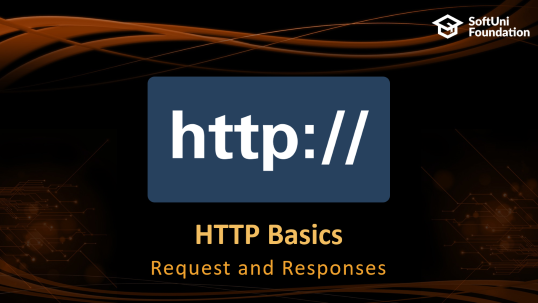 SoftUni
Foundation
http://
HTTP Basics
Request and Responses